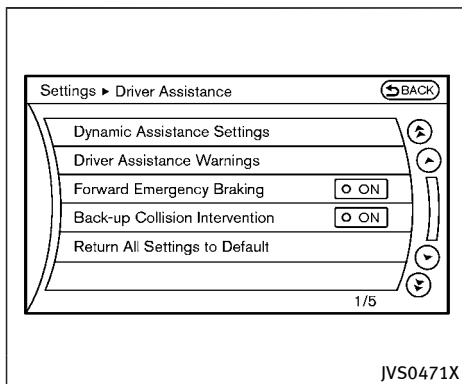 Settings ▸ Driver Assistance BACK
Dynamic Assistance Settings
Driver Assistance Warnings
Forward Emergency Braking ON
Back-up Collision Intervention ON
Return All Settings to Default
1/5
JVS0471X